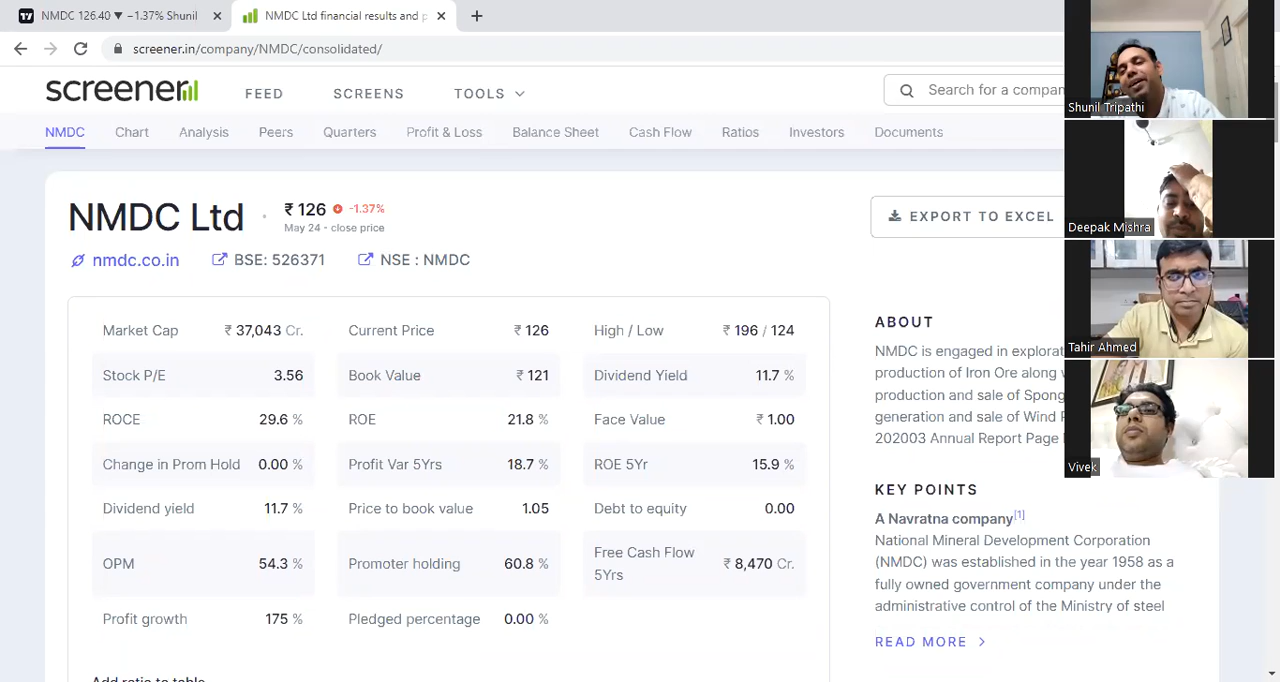 NMDC 126.40 ▼ −1.37% Shunil
NMDC Ltd financial results and p
screener.in/company/NMDC/consolidated/
screener
FEED
SCREENS
TOOLS
Search for a compan
NMDC
Chart
Analysis
Peers
Quarters
Profit & Loss
Balance Sheet
Cash Flow
Ratios
Investors
Documents
NMDC Ltd
₹ 126
-1.37%
May 24 - close price
EXPORT TO EXCEL
nmdc.co.in
BSE: 526371
NSE : NMDC
Market Cap ₹ 37,043 Cr.
Current Price ₹ 126
High / Low ₹ 196 / 124
Stock P/E 3.56
Book Value ₹ 121
Dividend Yield 11.7 %
ROCE 29.6 %
ROE 21.8 %
Face Value ₹ 1.00
Change in Prom Hold 0.00 %
Profit Var 5Yrs 18.7 %
ROE 5Yr 15.9 %
Dividend yield 11.7 %
Price to book value 1.05
Debt to equity 0.00
OPM 54.3 %
Promoter holding 60.8 %
Free Cash Flow
5Yrs
₹ 8,470 Cr.
Profit growth 175 %
Pledged percentage 0.00 %
Add ratio to table
ABOUT
NMDC is engaged in explorat
production of Iron Ore along
production and sale of Spong
generation and sale of Wind
202003 Annual Report Page
KEY POINTS
A Navratna company[1]
National Mineral Development Corporation
(NMDC) was established in the year 1958 as a
fully owned government company under the
administrative control of the Ministry of steel
READ MORE
Shunil Tripathi
Deepak Mishra
Tahir Ahmed
Vivek